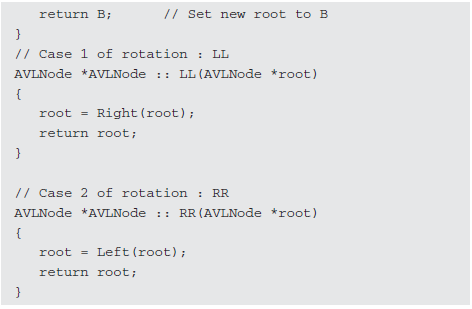 return B;      // Set new root to B
}
// Case 1 of rotation : LL
AVLNode *AVLNode :: LL(AVLNode *root)
{
   root = Right(root);
   return root;
}
// Case 2 of rotation : RR
AVLNode *AVLNode :: RR(AVLNode *root)
{
   root = Left(root);
   return root;
}